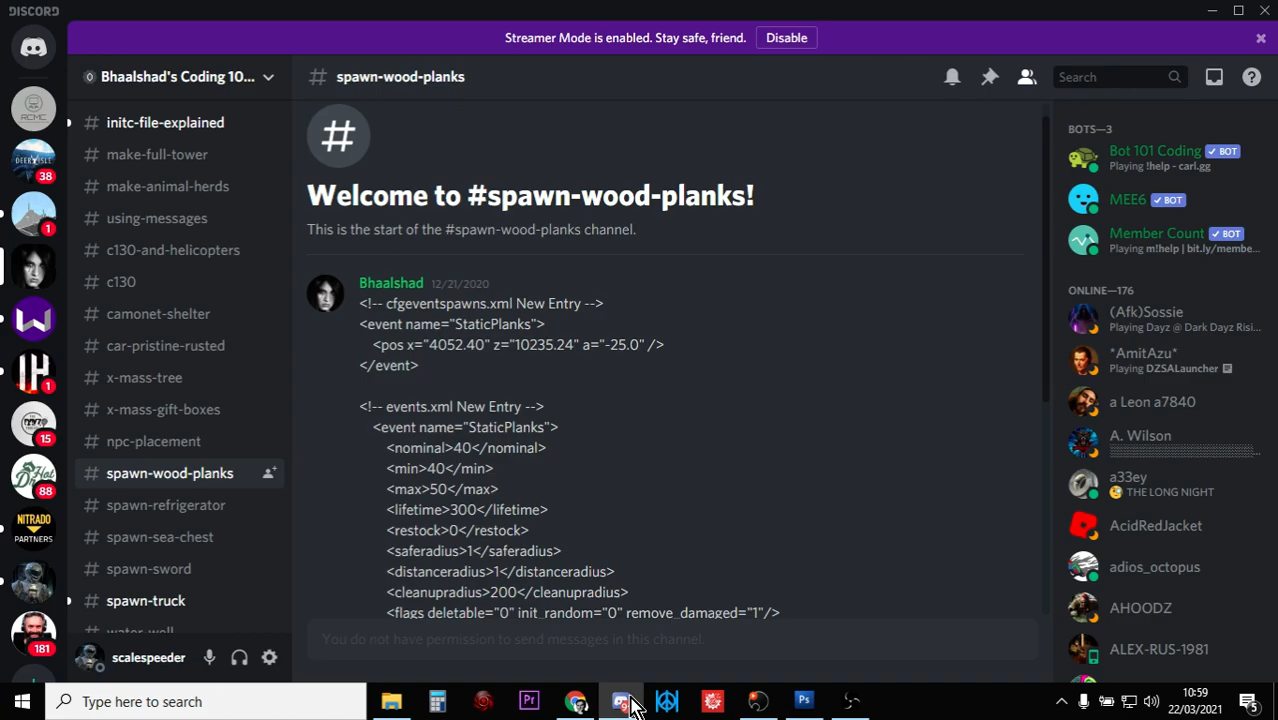 DISCORD
Streamer Mode is enabled. Stay safe, friend.
Disable
Bhaalshad's Coding 10...
# spawn-wood-planks
Search
# initc-file-explained
# make-full-tower
# make-animal-herds
# using-messages
# c130-and-helicopters
# c130
# camonet-shelter
# car-pristine-rusted
# x-mass-tree
# x-mass-gift-boxes
# npc-placement
# spawn-wood-planks
# spawn-refrigerator
# spawn-sea-chest
# spawn-sword
# spawn-truck
# water-well
RCMC
DEER ISLE
38
1
1
15
88
NITRADO
PARTNERS
181
scalespeeder
#
Welcome to #spawn-wood-planks!
This is the start of the #spawn-wood-planks channel.
Bhaalshad 12/21/2020
<!-- cfgeventspawns.xml New Entry -->
<event name="StaticPlanks">
<pos x="4052.40" z="10235.24" a="-25.0" />
</event>
<!-- events.xml New Entry -->
<event name="StaticPlanks">
<nominal>40</nominal>
<min>40</min>
<max>50</max>
<lifetime>300</lifetime>
<restock>0</restock>
<saferadius>1</saferadius>
<distanceradius>1</distanceradius>
<cleanupradius>200</cleanupradius>
<flags deletable="0" init_random="0" remove_damaged="1"/>
You do not have permission to send messages in this channel.
BOTS—3
Bot 101 Coding ✓ BOT
Playing !help - carl.gg
MEE6 ✓ BOT
Member Count ✓ BOT
Playing m!help | bit.ly/membe...
ONLINE—176
(Afk)Sossie
Playing Dayz @ Dark Dayz Risi...
*AmitAzu*
Playing DZSALauncher
a Leon a7840
A. Wilson
a33ey
THE LONG NIGHT
AcidRedJacket
adios_octopus
AHOODZ
ALEX-RUS-1981
Type here to search
Pr
9
Ps
10:59
22/03/2021
5